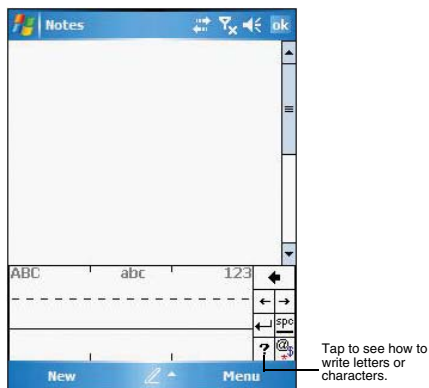 Notes
ok
ABC abc 123
spc
? @*$
Tap to see how to
write letters or
characters.
New Menu